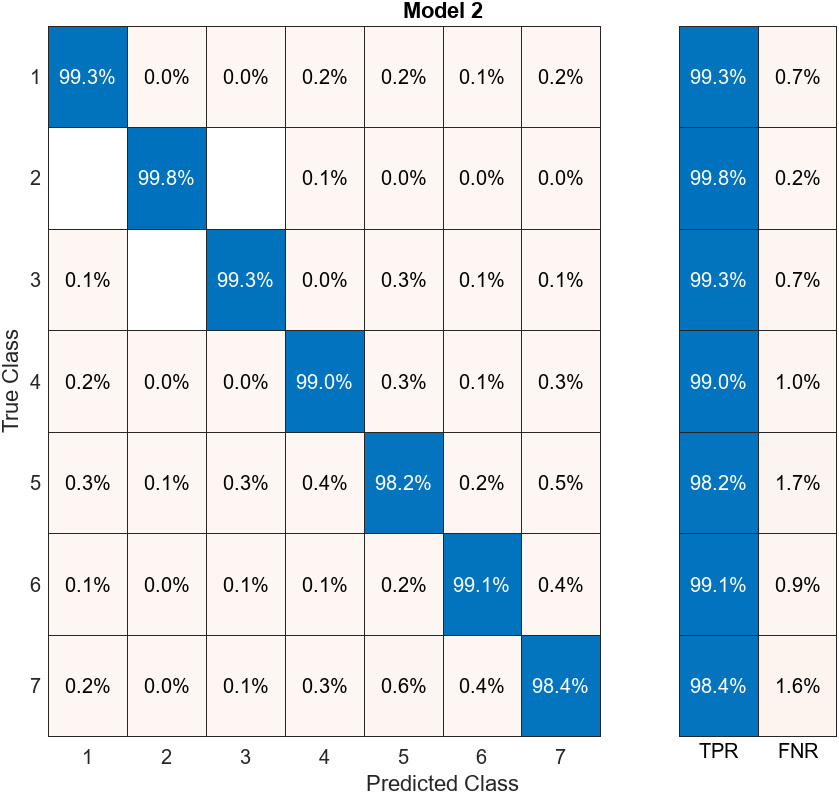 Model 2
1 99.3% 0.0% 0.0% 0.2% 0.2% 0.1% 0.2% 99.3% 0.7%
2 99.8% 0.1% 0.0% 0.0% 0.0% 99.8% 0.2%
3 0.1% 99.3% 0.0% 0.3% 0.1% 0.1% 99.3% 0.7%
4 0.2% 0.0% 0.0% 99.0% 0.3% 0.1% 0.3% 99.0% 1.0%
5 0.3% 0.1% 0.3% 0.4% 98.2% 0.2% 0.5% 98.2% 1.7%
6 0.1% 0.0% 0.1% 0.1% 0.2% 99.1% 0.4% 99.1% 0.9%
7 0.2% 0.0% 0.1% 0.3% 0.6% 0.4% 98.4% 98.4% 1.6%
True Class
1 2 3 4 5 6 7 TPR FNR
Predicted Class